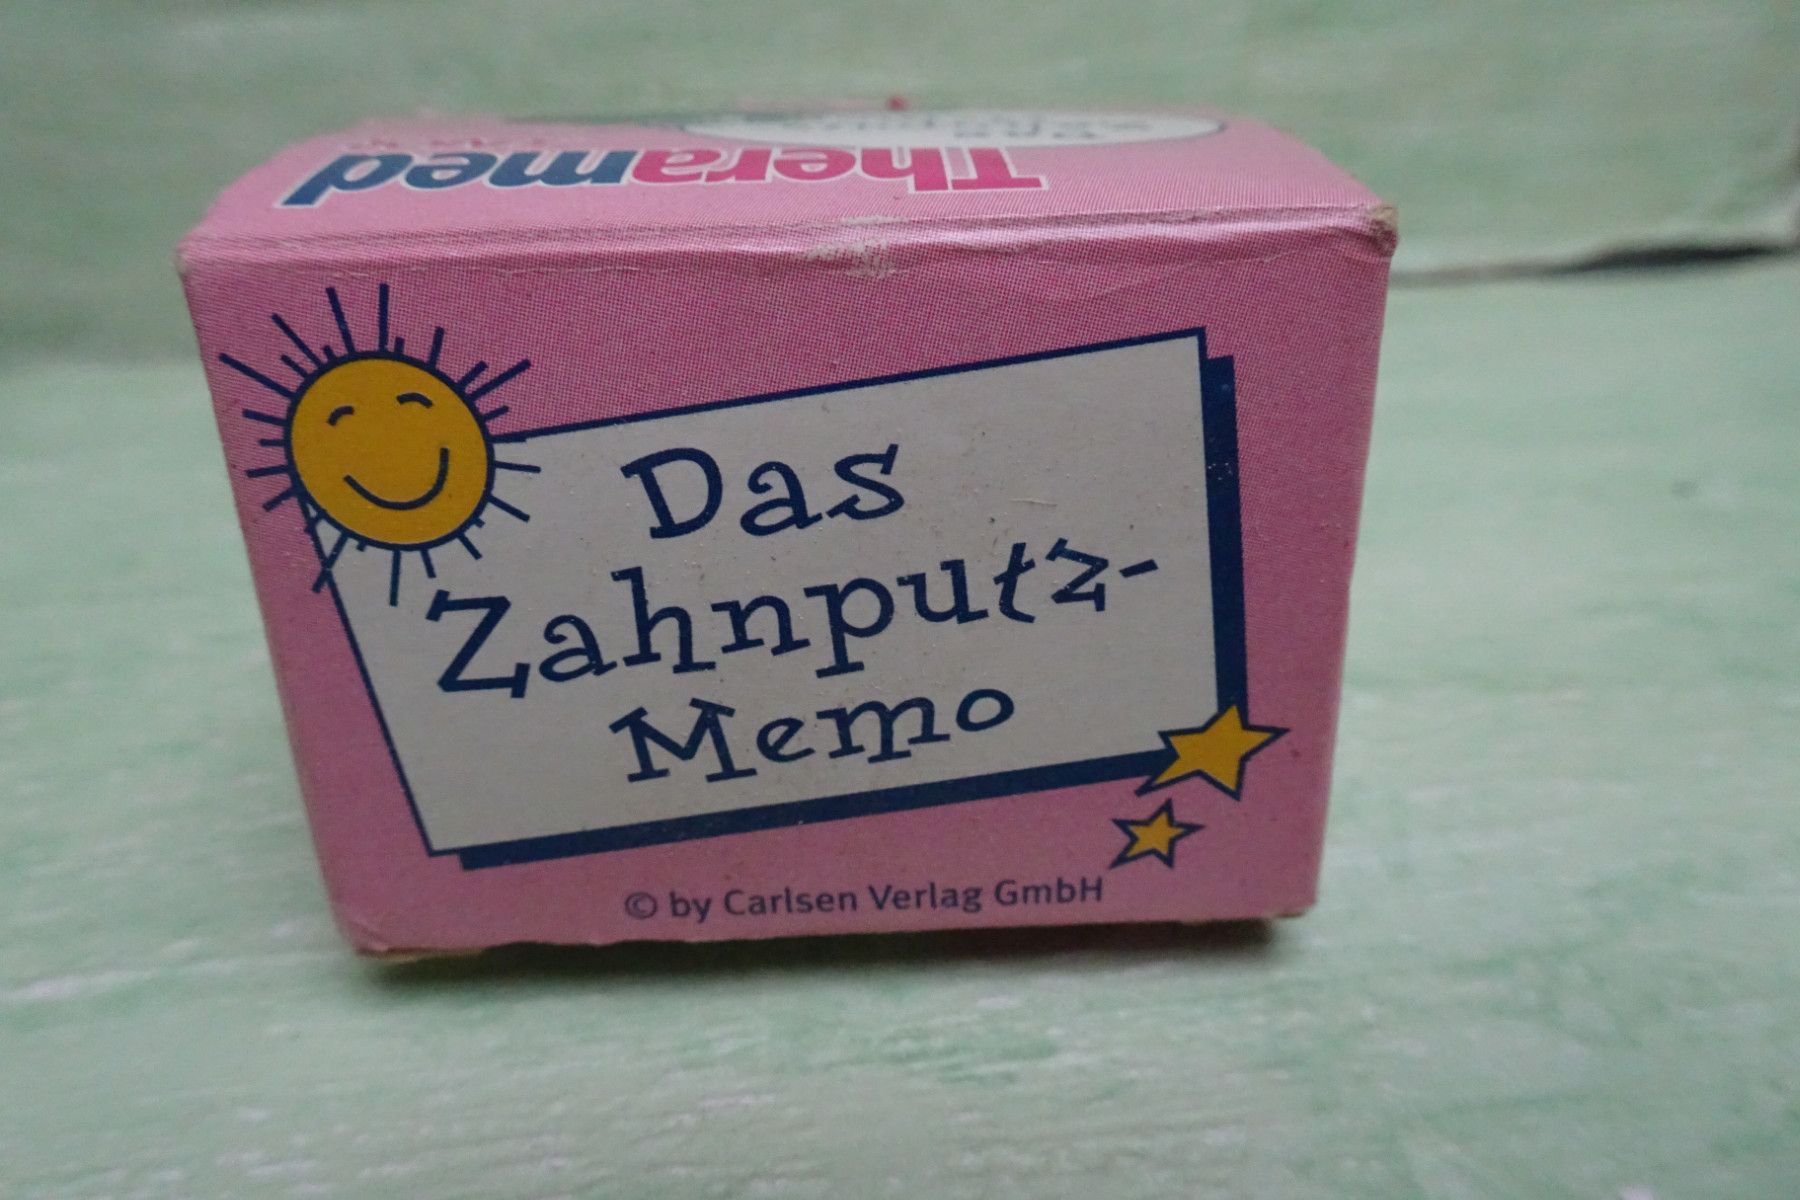 Theramed
Das
Zahnputz-
Memo
© by Carlsen Verlag GmbH